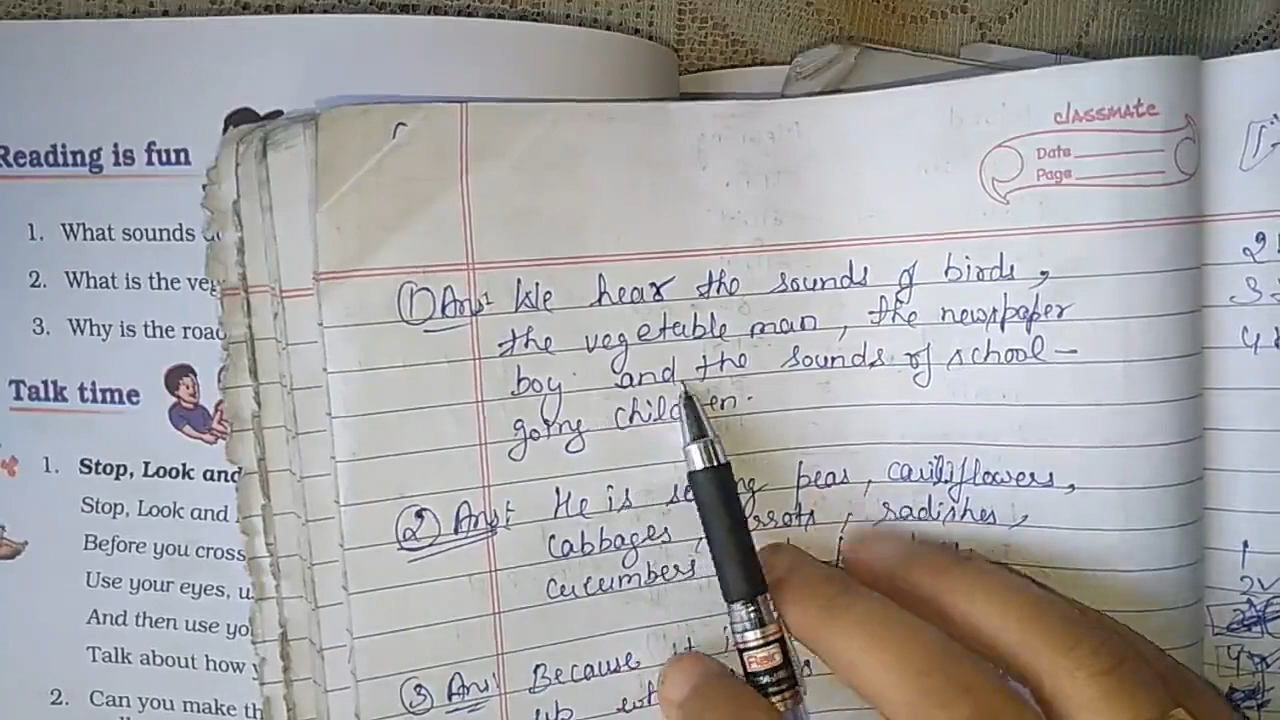 Reading is fun
1. What sounds
2. What is the veg
3. Why is the road
Talk time
1. Stop, Look and
Stop, Look and
Before you cross
Use your eyes, u
And then use yo
Talk about how y
2. Can you make th
classmate
Date
Page
(1) Ans: We hear the sounds of birds,
the vegetable man, the newspaper
boy and the sounds of school-
going children.
(2) Ans: He is peas, cauliflowers,
cabbages, radishes,
cucumbers
(3) Ans: Because it
up
Relo